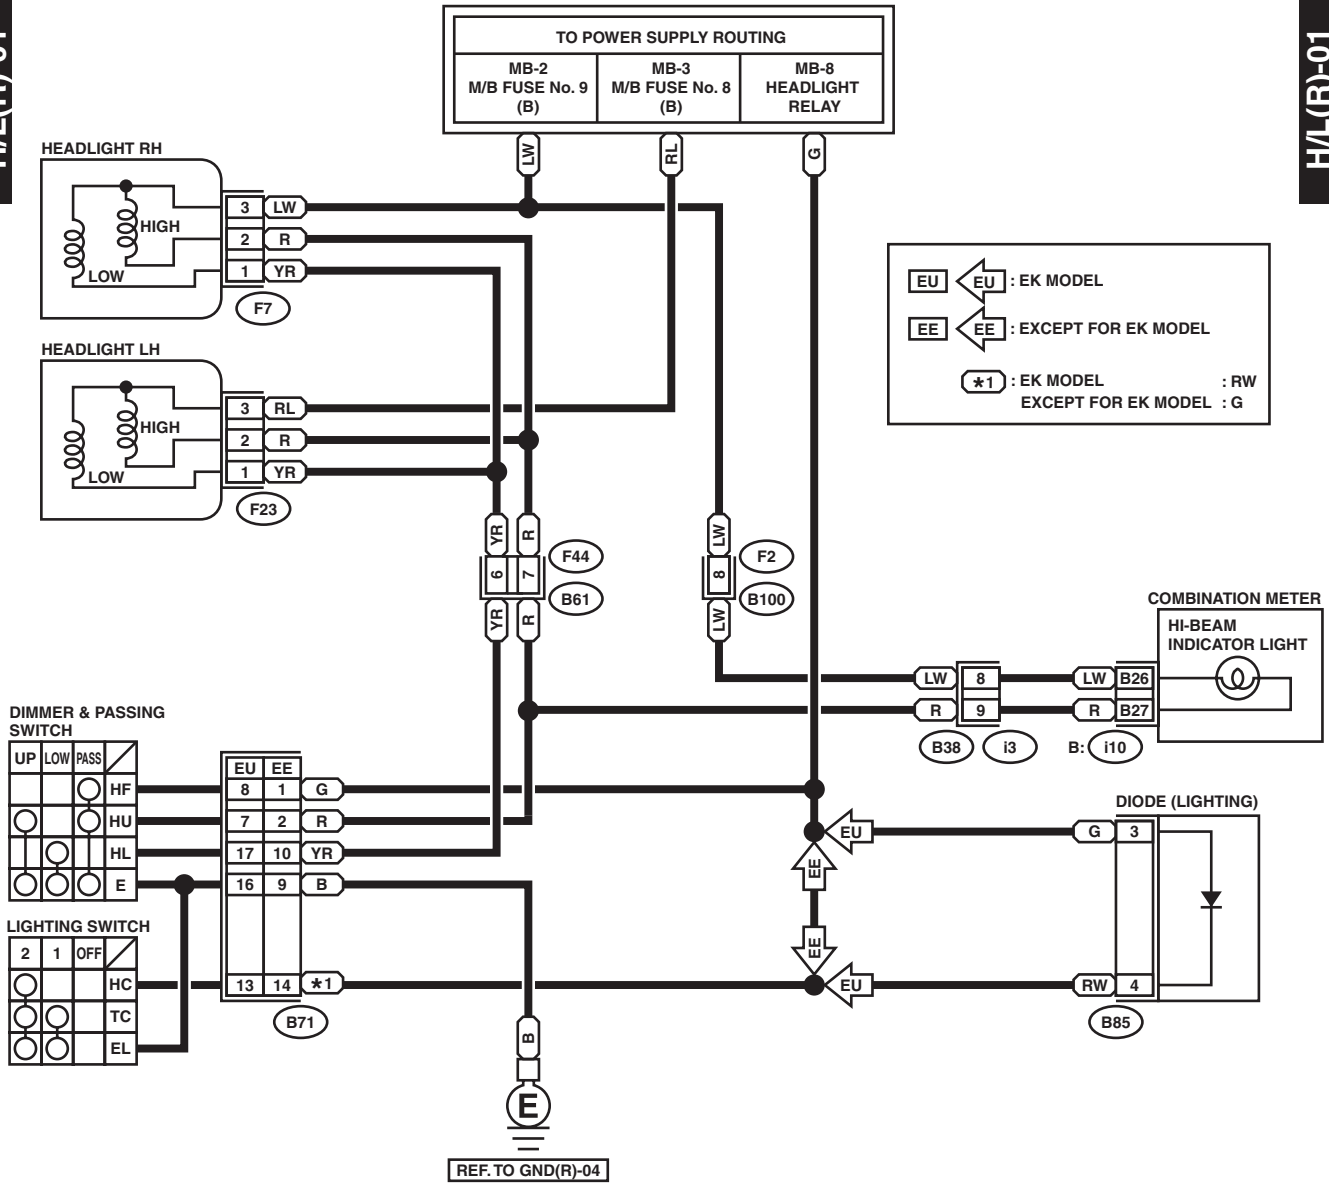 H/L(R)-01
TO POWER SUPPLY ROUTING
MB-2
M/B FUSE No. 9
(B)
MB-3
M/B FUSE No. 8
(B)
MB-8
HEADLIGHT
RELAY
LW
RL
G
HEADLIGHT RH
HIGH
LOW
3 LW
2 R
1 YR
F7
EU EU : EK MODEL
EE EE : EXCEPT FOR EK MODEL
*1 : EK MODEL : RW
EXCEPT FOR EK MODEL : G
HEADLIGHT LH
HIGH
LOW
3 RL
2 R
1 YR
F23
YR
R
6
7
F44
B61
YR
R
LW
8
F2
B100
LW
COMBINATION METER
HI-BEAM
INDICATOR LIGHT
LW 8 LW B26
R 9 R B27
B38 i3 B: i10
DIMMER & PASSING
SWITCH
UP LOW PASS
HF
HU
HL
E
EU EE
8 1 G
7 2 R
17 10 YR
16 9 B
13 14 *1
B71
LIGHTING SWITCH
2 1 OFF
HC
TC
EL
DIODE (LIGHTING)
EU
G 3
EE
EE
EU
RW 4
B85
B
E
REF. TO GND(R)-04